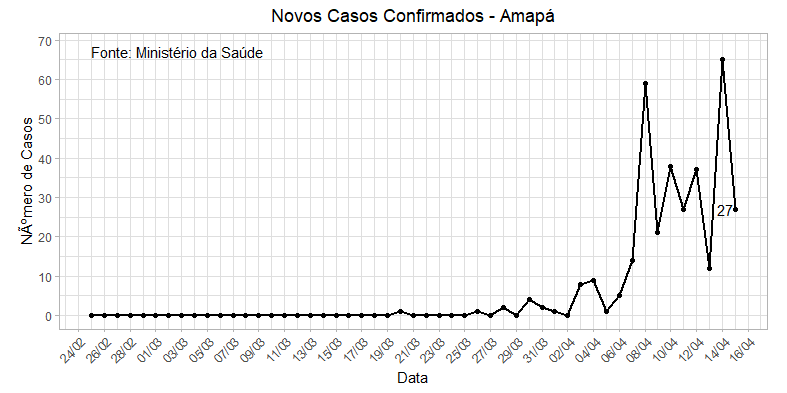 Novos Casos Confirmados - Amapá
Fonte: Ministério da Saúde
70
60
50
40
30
20
10
0
NÃºmero de Casos
27
24/02 26/02 28/02 01/03 03/03 05/03 07/03 09/03 11/03 13/03 15/03 17/03 19/03 21/03 23/03 25/03 27/03 29/03 31/03 02/04 04/04 06/04 08/04 10/04 12/04 14/04 16/04
Data